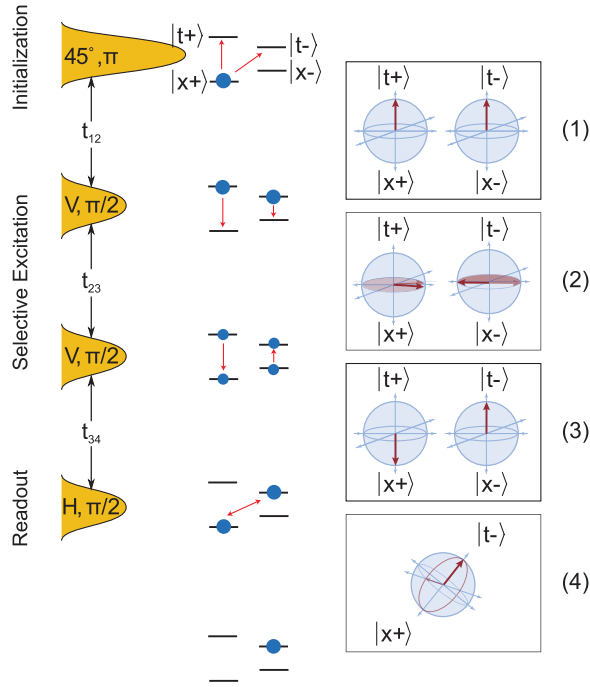 Initialization
45°,π
|t+⟩
|t-⟩
|x+⟩
|x-⟩
t12
Selective Excitation
V,π/2
t23
V,π/2
t34
Readout
H,π/2
|t+⟩ |t-⟩
|x+⟩ |x-⟩
(1)
|t+⟩ |t-⟩
|x+⟩ |x-⟩
(2)
|t+⟩ |t-⟩
|x+⟩ |x-⟩
(3)
|t-⟩
|x+⟩
(4)